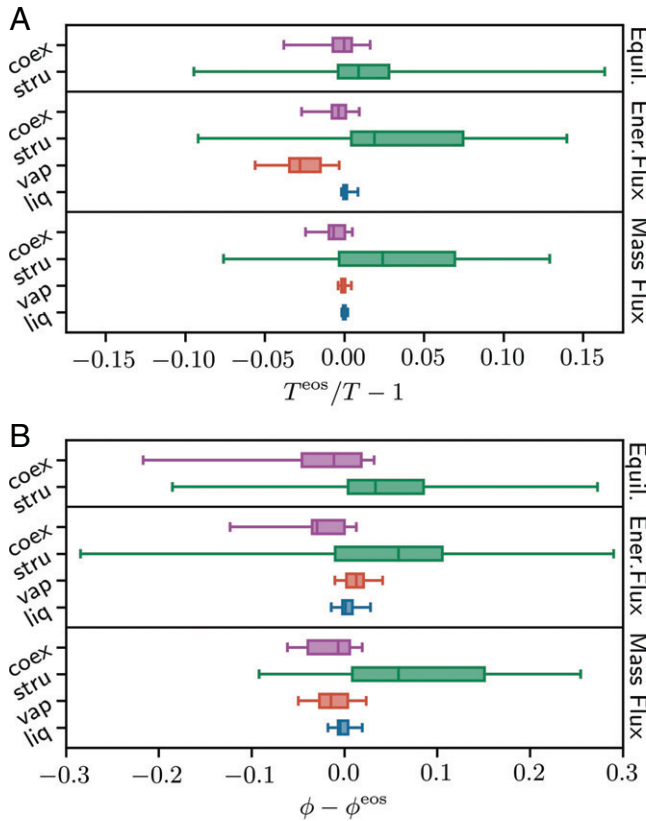 A
coex
stru
Equil.
coex
stru
vap
liq
Ener.Flux
coex
stru
vap
liq
Mass Flux
−0.15 −0.10 −0.05 0.00 0.05 0.10 0.15
T^eos/T − 1
B
coex
stru
Equil.
coex
stru
vap
liq
Ener.Flux
coex
stru
vap
liq
Mass Flux
−0.3 −0.2 −0.1 0.0 0.1 0.2 0.3
ϕ − ϕ^eos